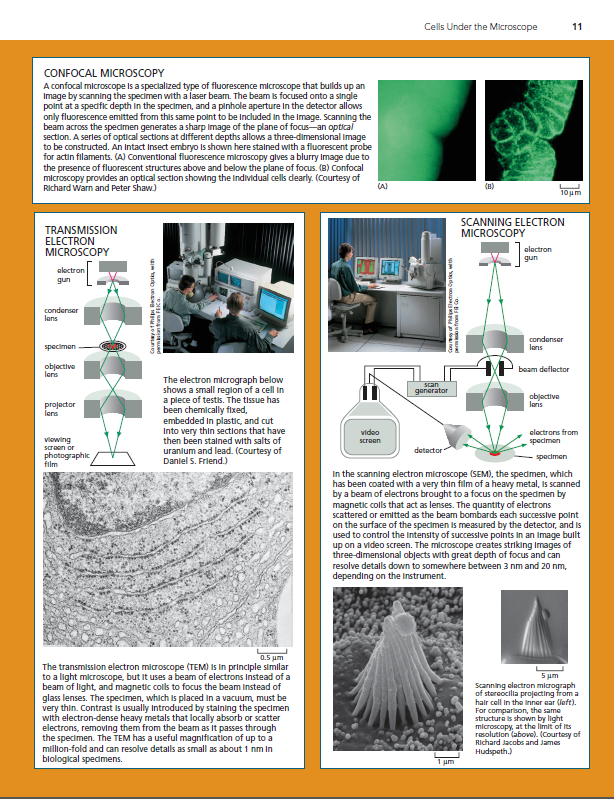 Cells Under the Microscope 11
CONFOCAL MICROSCOPY
A confocal microscope is a specialized type of fluorescence microscope that builds up an
image by scanning the specimen with a laser beam. The beam is focused onto a single
point at a specific depth in the specimen, and a pinhole aperture in the detector allows
only fluorescence emitted from this same point to be included in the image. Scanning the
beam across the specimen generates a sharp image of the plane of focus—an optical
section. A series of optical sections at different depths allows a three-dimensional image
to be constructed. An intact insect embryo is shown here stained with a fluorescent probe
for actin filaments. (A) Conventional fluorescence microscopy gives a blurry image due to
the presence of fluorescent structures above and below the plane of focus. (B) Confocal
microscopy provides an optical section showing the individual cells clearly. (Courtesy of
Richard Warn and Peter Shaw.)
(A)
(B)
10 µm
TRANSMISSION
ELECTRON
MICROSCOPY
electron
gun
condenser
lens
specimen
objective
lens
projector
lens
viewing
screen or
photographic
film
Courtesy of Philips Electron Optics, with
permission from FEI Co.
The electron micrograph below
shows a small region of a cell in
a piece of testis. The tissue has
been chemically fixed,
embedded in plastic, and cut
into very thin sections that have
then been stained with salts of
uranium and lead. (Courtesy of
Daniel S. Friend.)
0.5 µm
The transmission electron microscope (TEM) is in principle similar
to a light microscope, but it uses a beam of electrons instead of a
beam of light, and magnetic coils to focus the beam instead of
glass lenses. The specimen, which is placed in a vacuum, must be
very thin. Contrast is usually introduced by staining the specimen
with electron-dense heavy metals that locally absorb or scatter
electrons, removing them from the beam as it passes through
the specimen. The TEM has a useful magnification of up to a
million-fold and can resolve details as small as about 1 nm in
biological specimens.
SCANNING ELECTRON
MICROSCOPY
Courtesy of Philips Electron Optics, with
permission from FEI Co.
electron
gun
condenser
lens
beam deflector
scan
generator
objective
lens
video
screen
detector
electrons from
specimen
specimen
In the scanning electron microscope (SEM), the specimen, which
has been coated with a very thin film of a heavy metal, is scanned
by a beam of electrons brought to a focus on the specimen by
magnetic coils that act as lenses. The quantity of electrons
scattered or emitted as the beam bombards each successive point
on the surface of the specimen is measured by the detector, and is
used to control the intensity of successive points in an image built
up on a video screen. The microscope creates striking images of
three-dimensional objects with great depth of focus and can
resolve details down to somewhere between 3 nm and 20 nm,
depending on the instrument.
1 µm
5 µm
Scanning electron micrograph
of stereocilia projecting from a
hair cell in the inner ear (left).
For comparison, the same
structure is shown by light
microscopy, at the limit of its
resolution (above). (Courtesy of
Richard Jacobs and James
Hudspeth.)